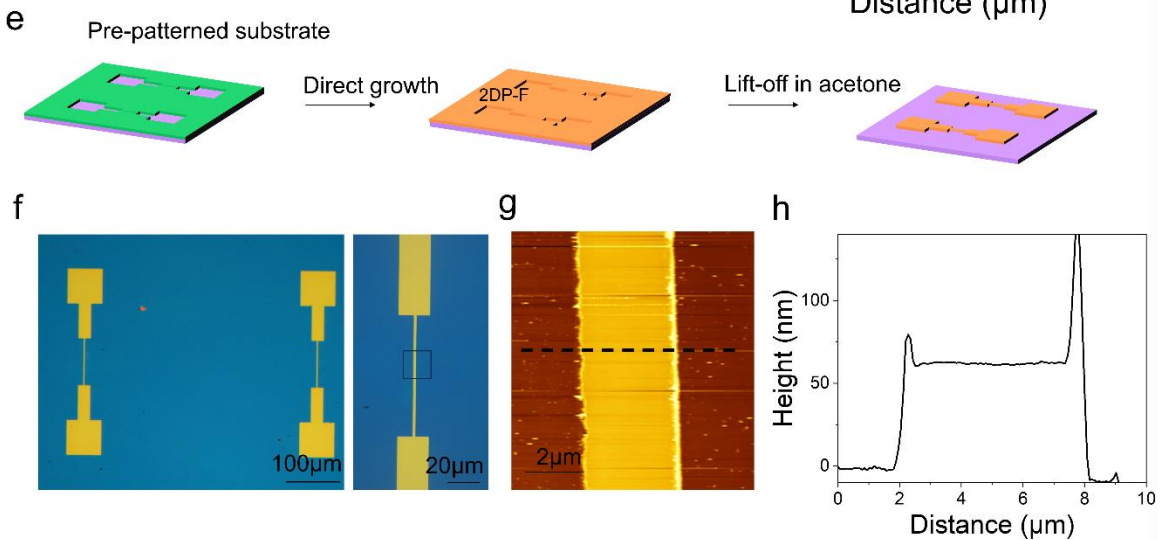 Distance (μm)
e
Pre-patterned substrate
Direct growth
2DP-F
Lift-off in acetone
f
100μm
20μm
g
2μm
h
Height (nm)
100
50
0
0 2 4 6 8 10
Distance (μm)